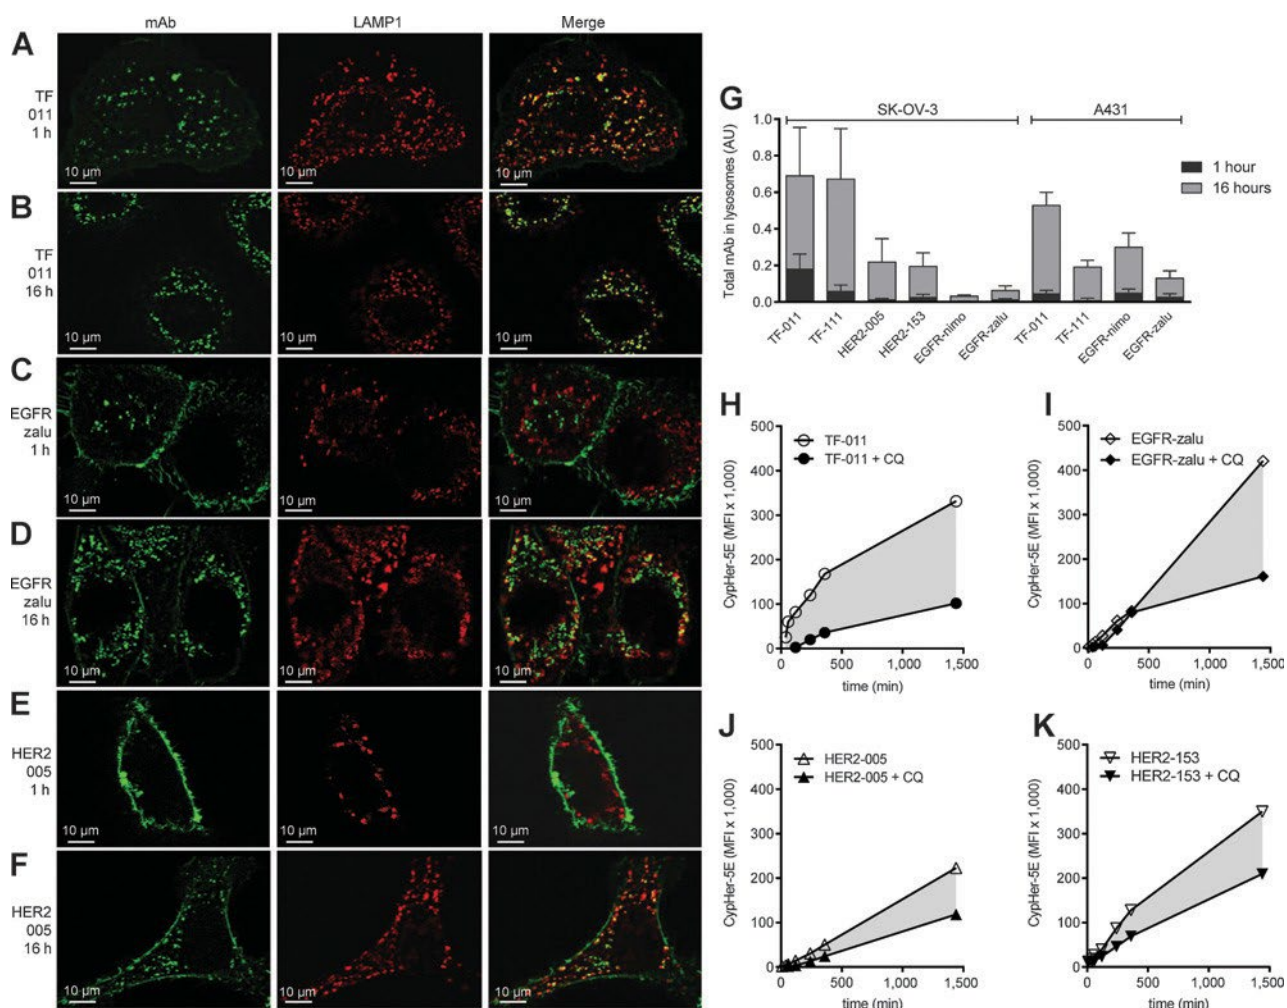 mAb LAMP1 Merge
A
TF
011
1 h
10 µm 10 µm 10 µm
B
TF
011
16 h
10 µm 10 µm 10 µm
C
EGFR
zalu
1 h
10 µm 10 µm 10 µm
D
EGFR
zalu
16 h
10 µm 10 µm 10 µm
E
HER2
005
1 h
10 µm 10 µm 10 µm
F
HER2
005
16 h
10 µm 10 µm 10 µm
G
SK-OV-3 A431
Total mAb in lysosomes (AU)
1.0
0.8
0.6
0.4
0.2
0.0
1 hour
16 hours
TF-011 TF-111 HER2-005 HER2-153 EGFR-nimo EGFR-zalu TF-011 TF-111 EGFR-nimo EGFR-zalu
H
CypHer-5E (MFI x 1,000)
500
400
300
200
100
0
TF-011
TF-011 + CQ
0 500 1,000 1,500
time (min)
I
CypHer-5E (MFI x 1,000)
500
400
300
200
100
0
EGFR-zalu
EGFR-zalu + CQ
0 500 1,000 1,500
time (min)
J
CypHer-5E (MFI x 1,000)
500
400
300
200
100
0
HER2-005
HER2-005 + CQ
0 500 1,000 1,500
time (min)
K
CypHer-5E (MFI x 1,000)
500
400
300
200
100
0
HER2-153
HER2-153 + CQ
0 500 1,000 1,500
time (min)